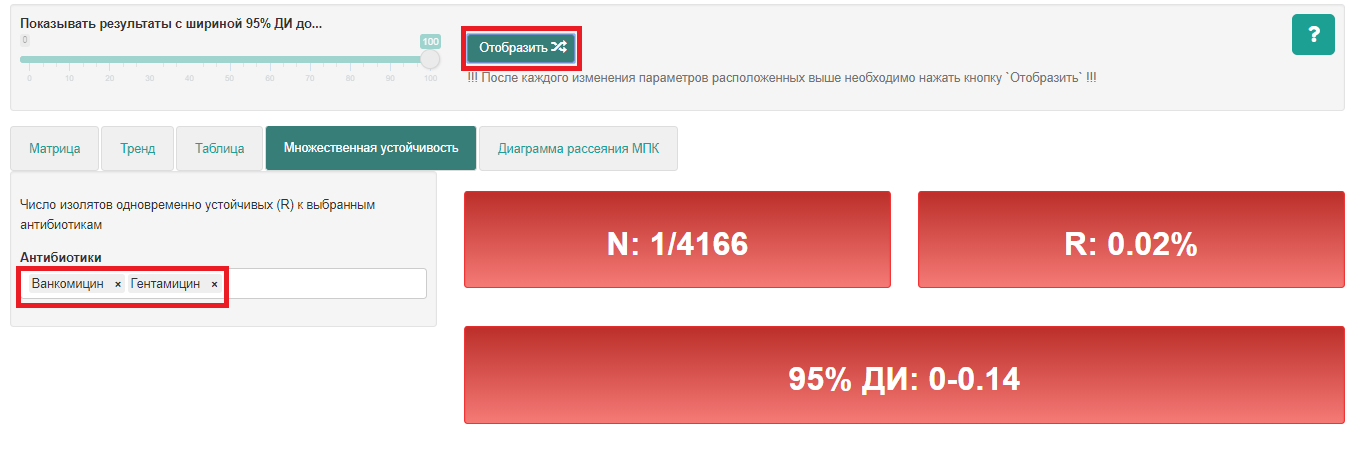 Показывать результаты с шириной 95% ДИ до...
0
100
0 10 20 30 40 50 60 70 80 90 100
Отобразить
!!! После каждого изменения параметров расположенных выше необходимо нажать кнопку `Отобразить` !!!
?
Матрица
Тренд
Таблица
Множественная устойчивость
Диаграмма рассеяния МПК
Число изолятов одновременно устойчивых (R) к выбранным
антибиотикам
Антибиотики
Ванкомицин × Гентамицин ×
N: 1/4166
R: 0.02%
95% ДИ: 0-0.14